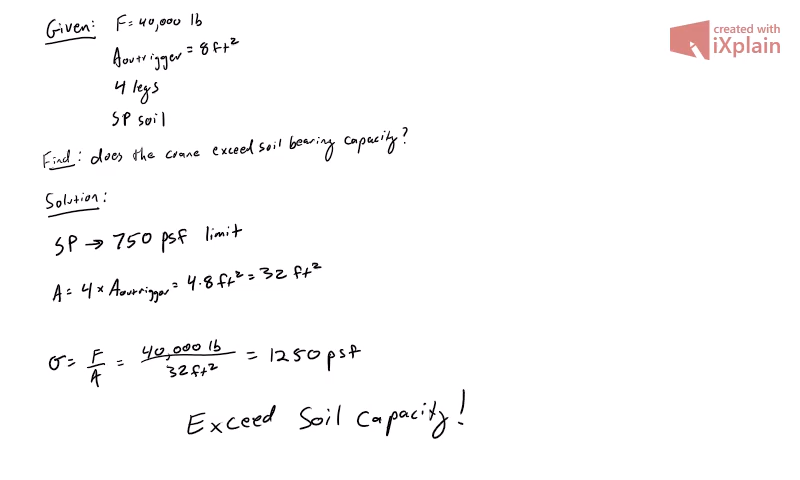 Given: F = 40,000 lb
created with
iXplain
A outrigger = 8 ft²
4 legs
SP soil
Find: does the crane exceed soil bearing capacity?
Solution:
SP → 750 psf limit
A = 4 × A outrigger = 4 · 8 ft² = 32 ft²
σ = F/A = 40,000 lb / 32 ft² = 1250 psf
Exceed Soil Capacity!